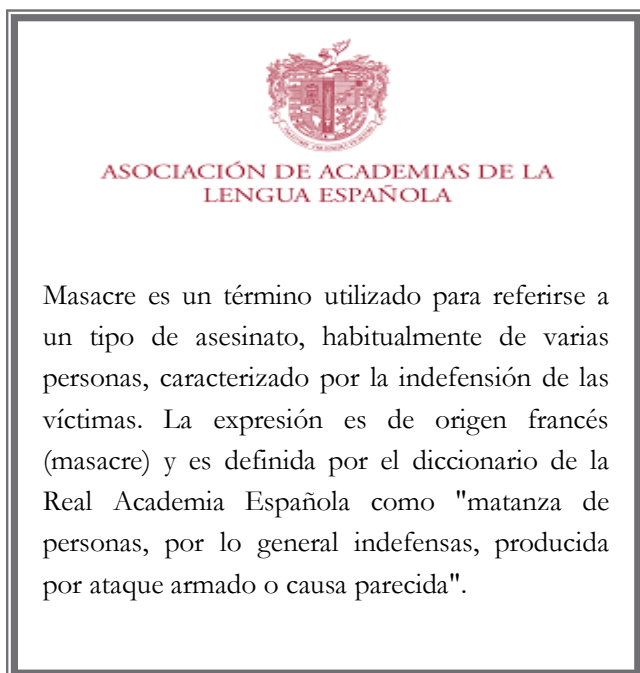 ASOCIACIÓN DE ACADEMIAS DE LA
LENGUA ESPAÑOLA
Masacre es un término utilizado para referirse a
un tipo de asesinato, habitualmente de varias
personas, caracterizado por la indefensión de las
víctimas. La expresión es de origen francés
(masacre) y es definida por el diccionario de la
Real Academia Española como "matanza de
personas, por lo general indefensas, producida
por ataque armado o causa parecida".